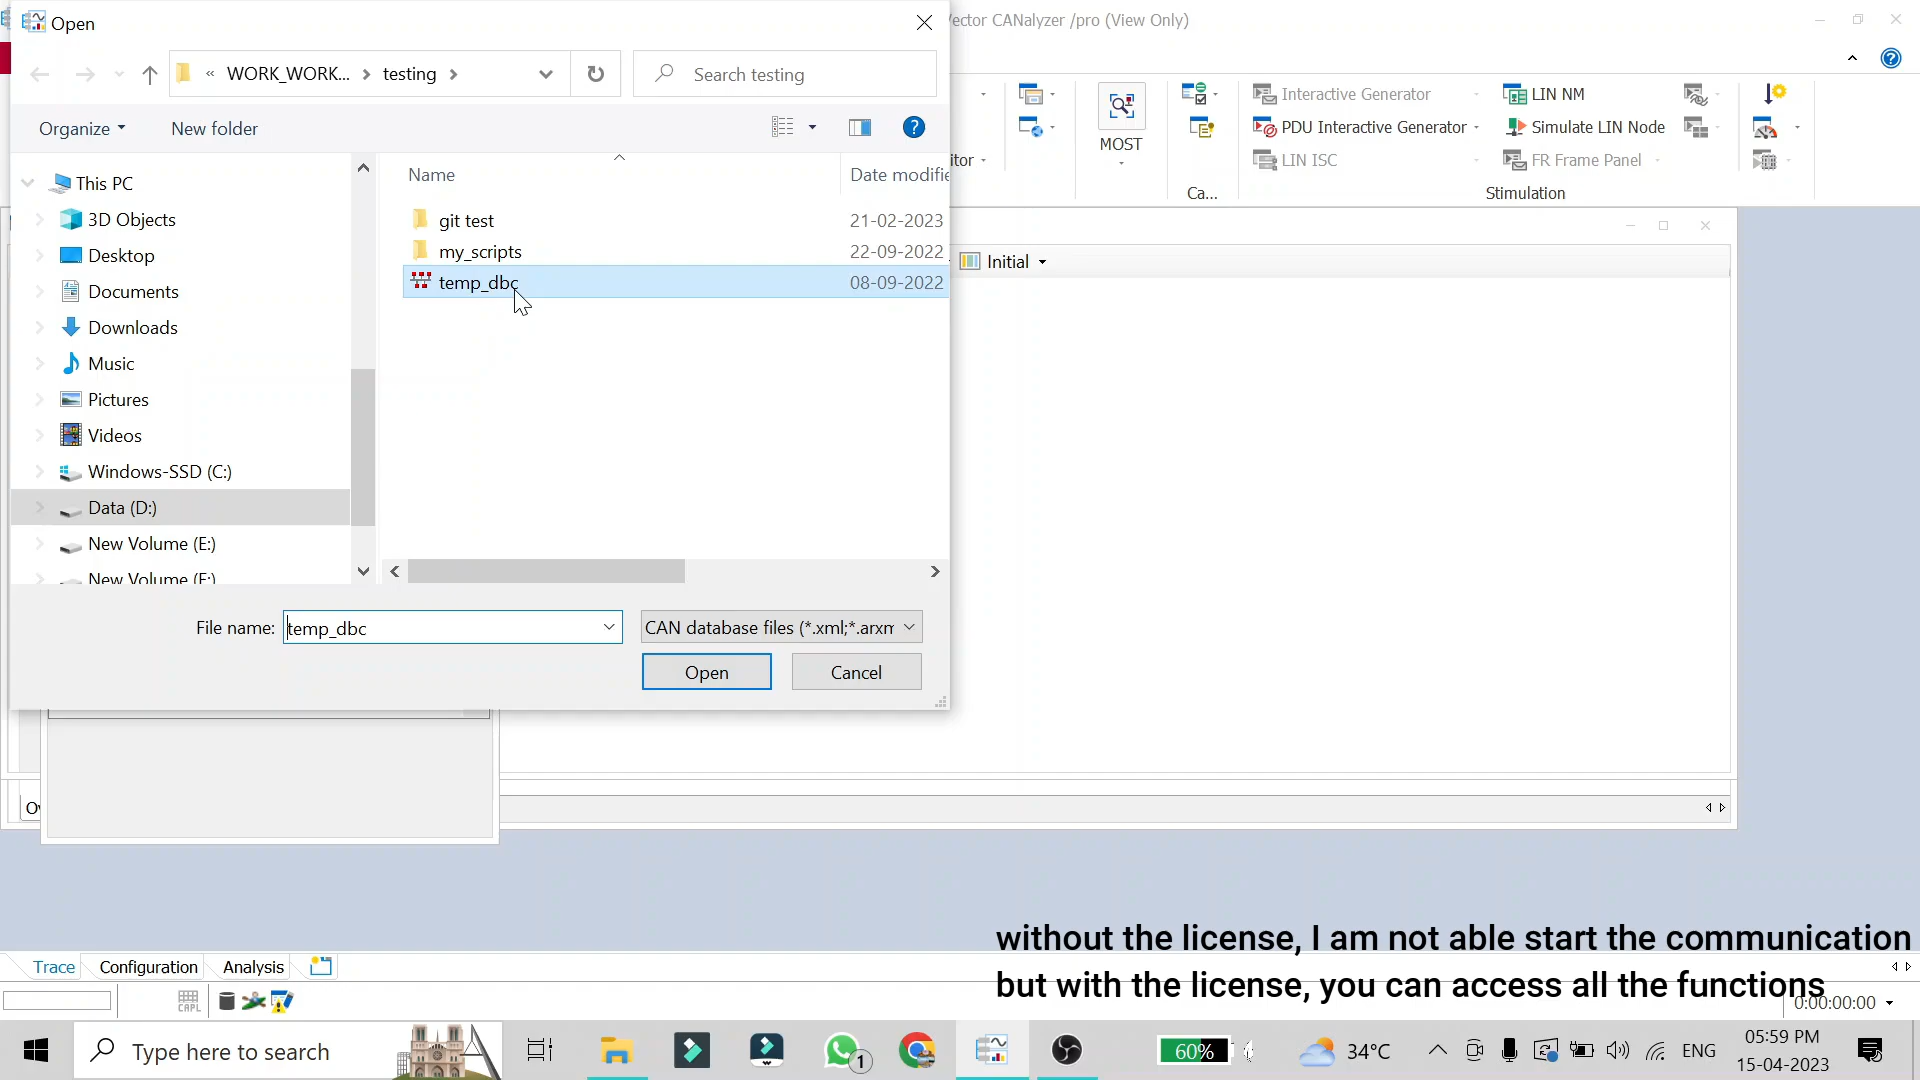 Open
ector CANalyzer /pro (View Only)
« WORK_WORK... > testing >
Search testing
Organize
New folder
Interactive Generator
LIN NM
PDU Interactive Generator
Simulate LIN Node
LIN ISC
FR Frame Panel
MOST
itor
Ca...
Stimulation
This PC
3D Objects
Desktop
Documents
Downloads
Music
Pictures
Videos
Windows-SSD (C:)
Data (D:)
New Volume (E:)
New Volume (F:)
Name
Date modifie
git test
21-02-2023
my_scripts
22-09-2022
temp_dbc
08-09-2022
Initial
File name:
temp_dbc
CAN database files (*.xml;*.arxm
Open
Cancel
Ov
without the license, I am not able start the communication
but with the license, you can access all the functions
Trace
Configuration
Analysis
CAPL
0:00:00:00
Type here to search
1
60%
34°C
ENG
05:59 PM
15-04-2023